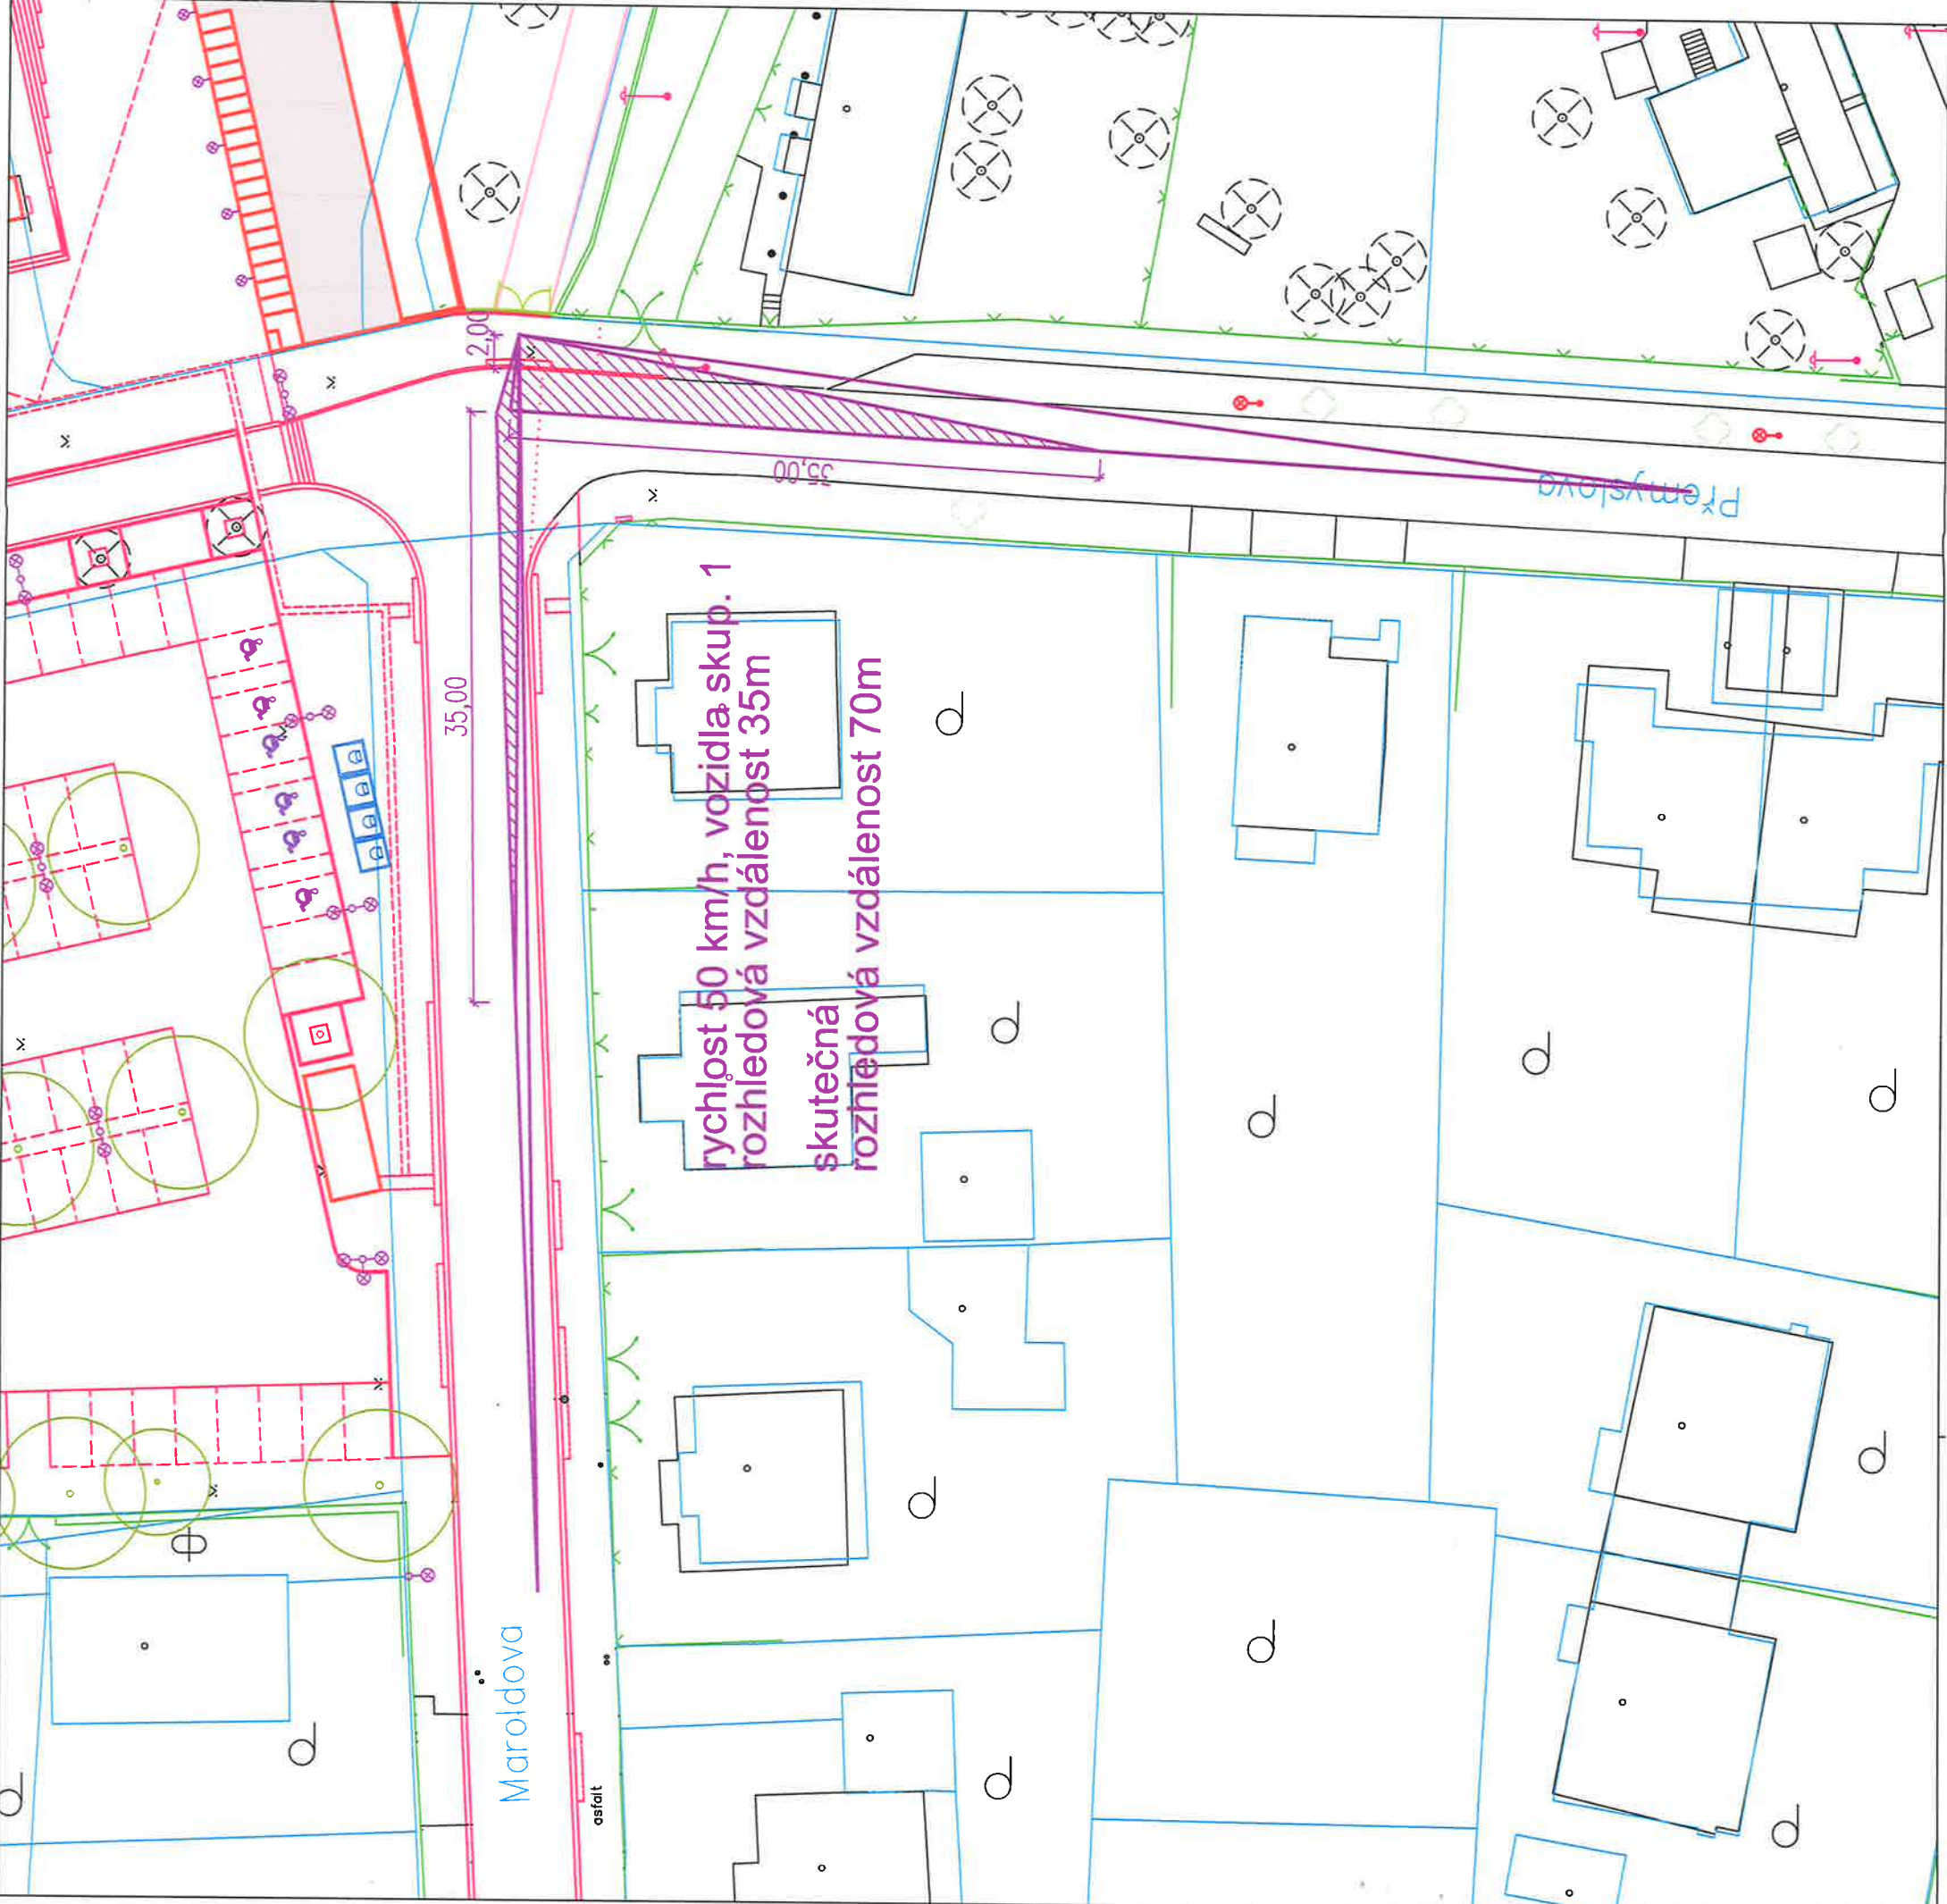 2,00
35,00
Přemyslova
35,00
rychlost 50 km/h, vozidla skup. 1
rozhledová vzdálenost 35m
skutečná
rozhledová vzdálenost 70m
Maroldova
asfalt